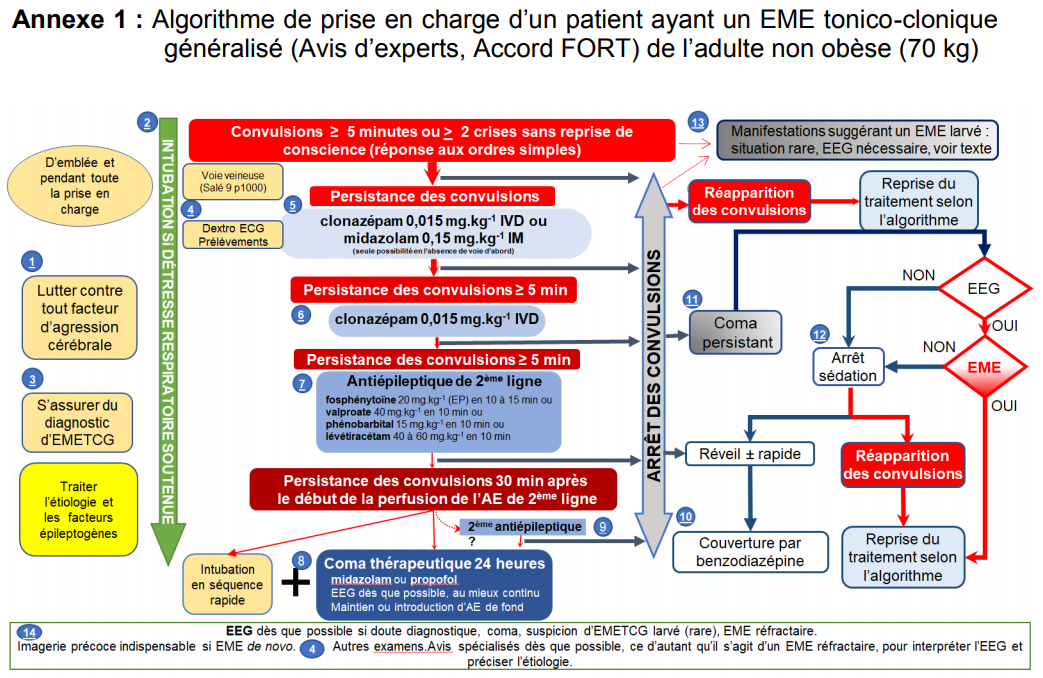 Annexe 1 : Algorithme de prise en charge d’un patient ayant un EME tonico-clonique
généralisé (Avis d’experts, Accord FORT) de l’adulte non obèse (70 kg)
2
INTUBATION Si DÉTRESSE RESPIRATOIRE SOUTENUE
D’emblée et
pendant toute
la prise en
charge
1
Lutter contre
tout facteur
d’agression
cérébrale
3
S’assurer du
diagnostic
d’EMETCG
Traiter
l’étiologie et
les facteurs
épileptogènes
Convulsions ≥ 5 minutes ou ≥ 2 crises sans reprise de
conscience (réponse aux ordres simples)
Voie veineuse
(Salé 9 p1000)
4
Dextro ECG
Prélèvements
Persistance des convulsions
5
clonazépam 0,015 mg.kg-1 IVD ou
midazolam 0,15 mg.kg-1 IM
(seule possibilité en l’absence de voie d’abord)
Persistance des convulsions ≥ 5 min
6
clonazépam 0,015 mg.kg-1 IVD
Persistance des convulsions ≥ 5 min
7
Antiépileptique de 2ème ligne
fosphénytoïne 20 mg.kg-1 (EP) en 10 à 15 min ou
valproate 40 mg.kg-1 en 10 min ou
phénobarbital 15 mg.kg-1 en 10 min ou
lévétiracétam 40 à 60 mg.kg-1 en 10 min
Persistance des convulsions 30 min après
le début de la perfusion de l’AE de 2ème ligne
2ème antiépileptique
?
9
Intubation
en séquence
rapide
+
8
Coma thérapeutique 24 heures
midazolam ou propofol
EEG dès que possible, au mieux continu
Maintien ou introduction d’AE de fond
ARRÊT DES CONVULSIONS
13
Manifestations suggérant un EME larvé :
situation rare, EEG nécessaire, voir texte
Réapparition
des convulsions
Reprise du
traitement selon
l’algorithme
11
Coma
persistant
EEG
NON
OUI
EME
NON
OUI
12
Arrêt
sédation
Réveil ± rapide
Réapparition
des convulsions
10
Couverture par
benzodiazépine
Reprise du
traitement selon
l’algorithme
14
EEG dès que possible si doute diagnostique, coma, suspicion d’EMETCG larvé (rare), EME réfractaire.
Imagerie précoce indispensable si EME de novo. 4 Autres examens.Avis spécialisés dès que possible, ce d’autant qu’il s’agit d’un EME réfractaire, pour interpréter l’EEG et
préciser l’étiologie.